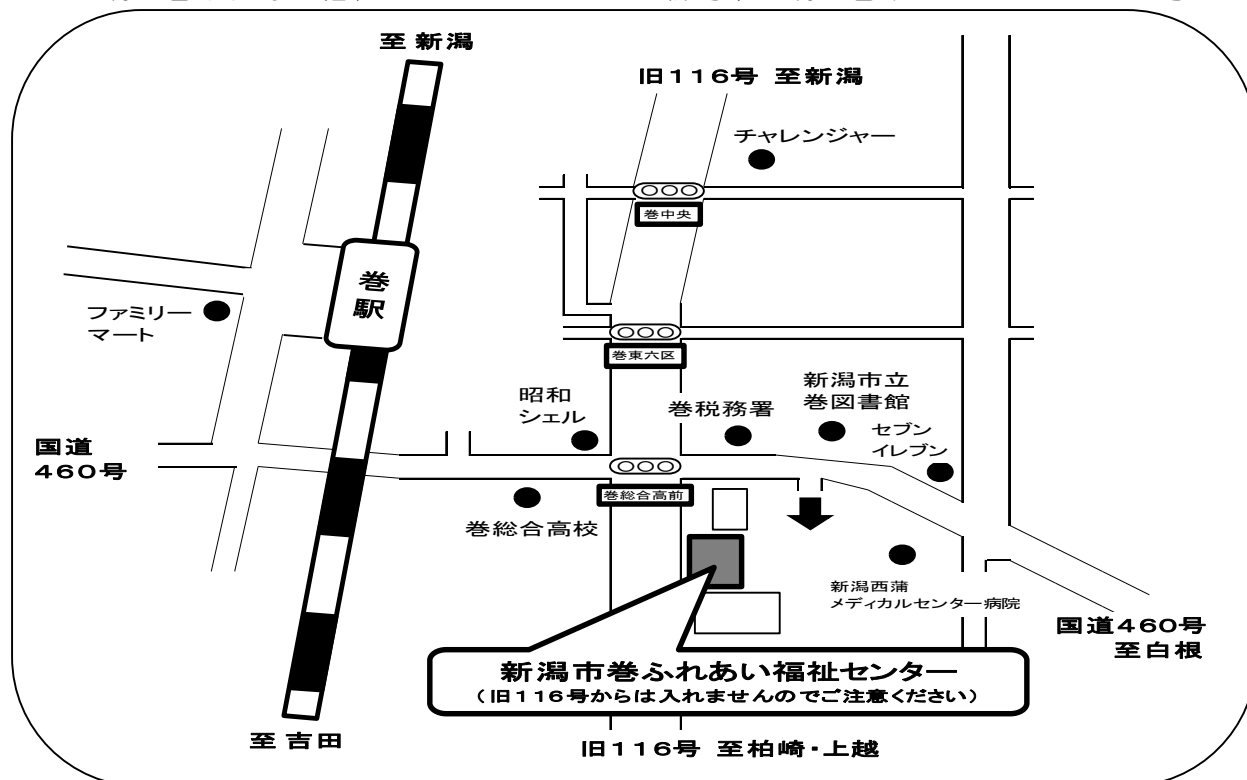 至 新潟
旧116号 至新潟
チャレンジャー
巻中央
巻
駅
ファミリー
マート
巻東六区
昭和
シェル
巻税務署
新潟市立
巻図書館
セブン
イレブン
国道
460号
巻総合高前
巻総合高校
新潟西蒲
メディカルセンター病院
国道460号
至白根
新潟市巻ふれあい福祉センター
(旧116号からは入れませんのでご注意ください)
至 吉田
旧116号 至柏崎・上越